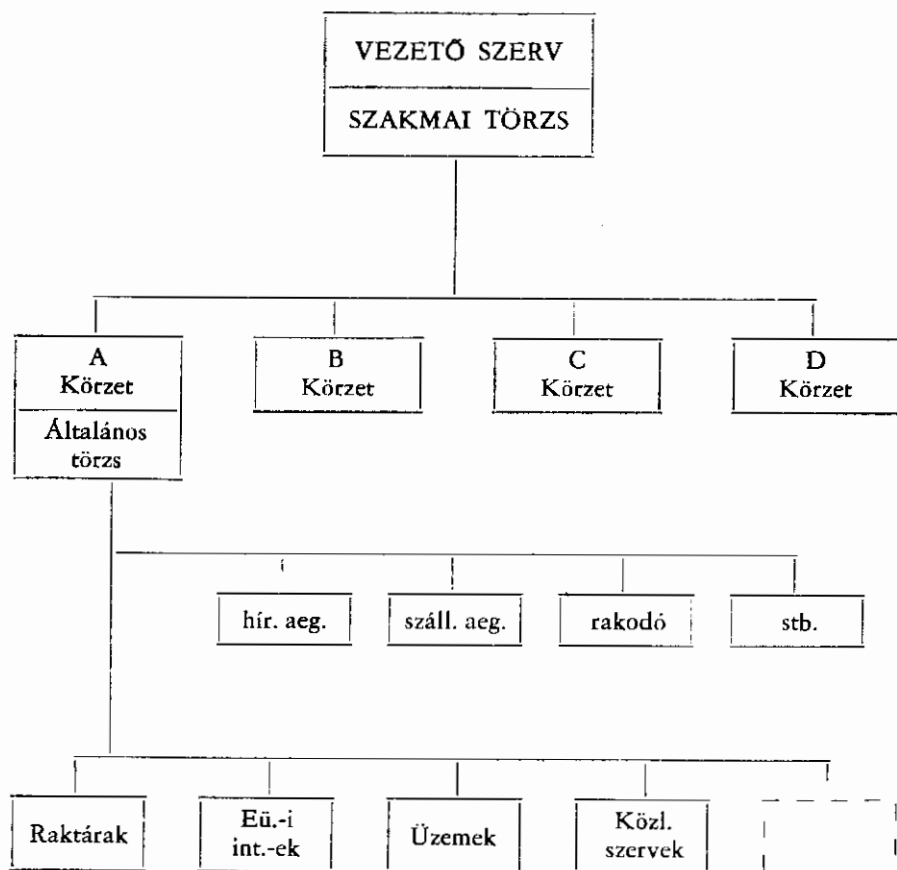 VEZETŐ SZERV
SZAKMAI TÖRZS
A
Körzet
Általános
törzs
B
Körzet
C
Körzet
D
Körzet
hír. aeg.
száll. aeg.
rakodó
stb.
Raktárak
Eü.-i
int.-ek
Üzemek
Közl.
szervek